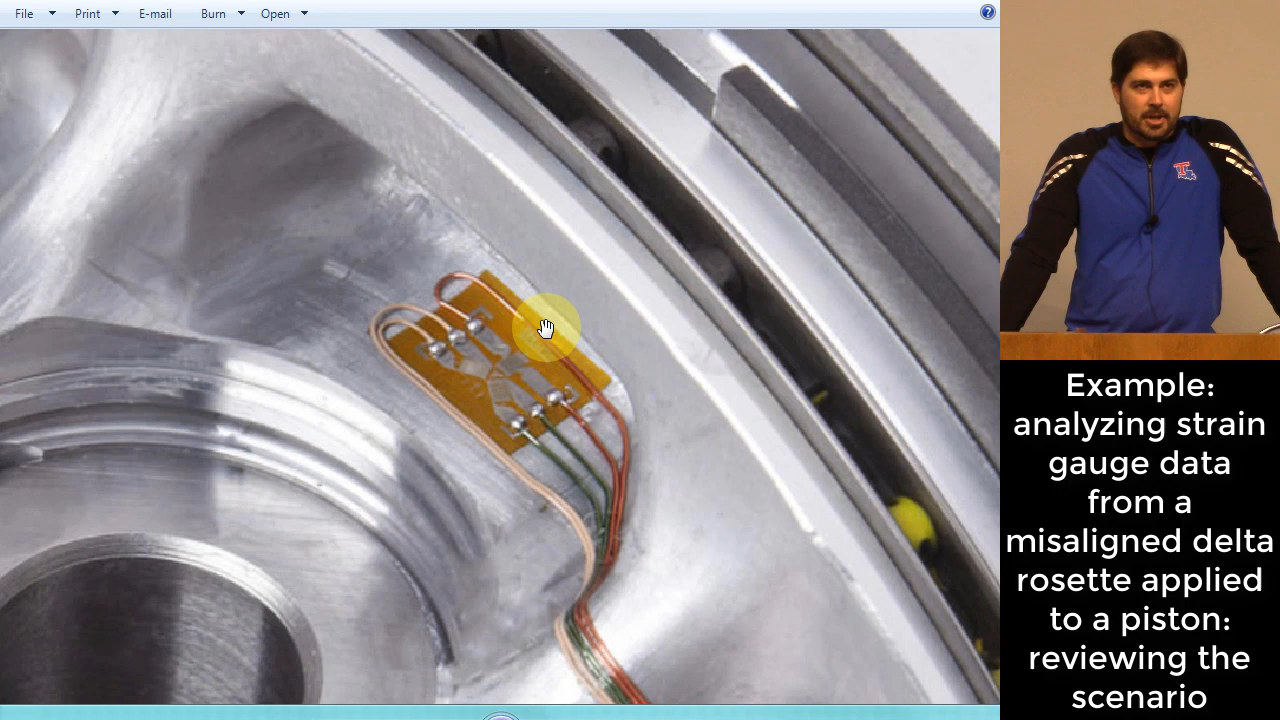 File Print E-mail Burn Open
Example:
analyzing strain
gauge data
from a
misaligned delta
rosette applied
to a piston:
reviewing the
scenario